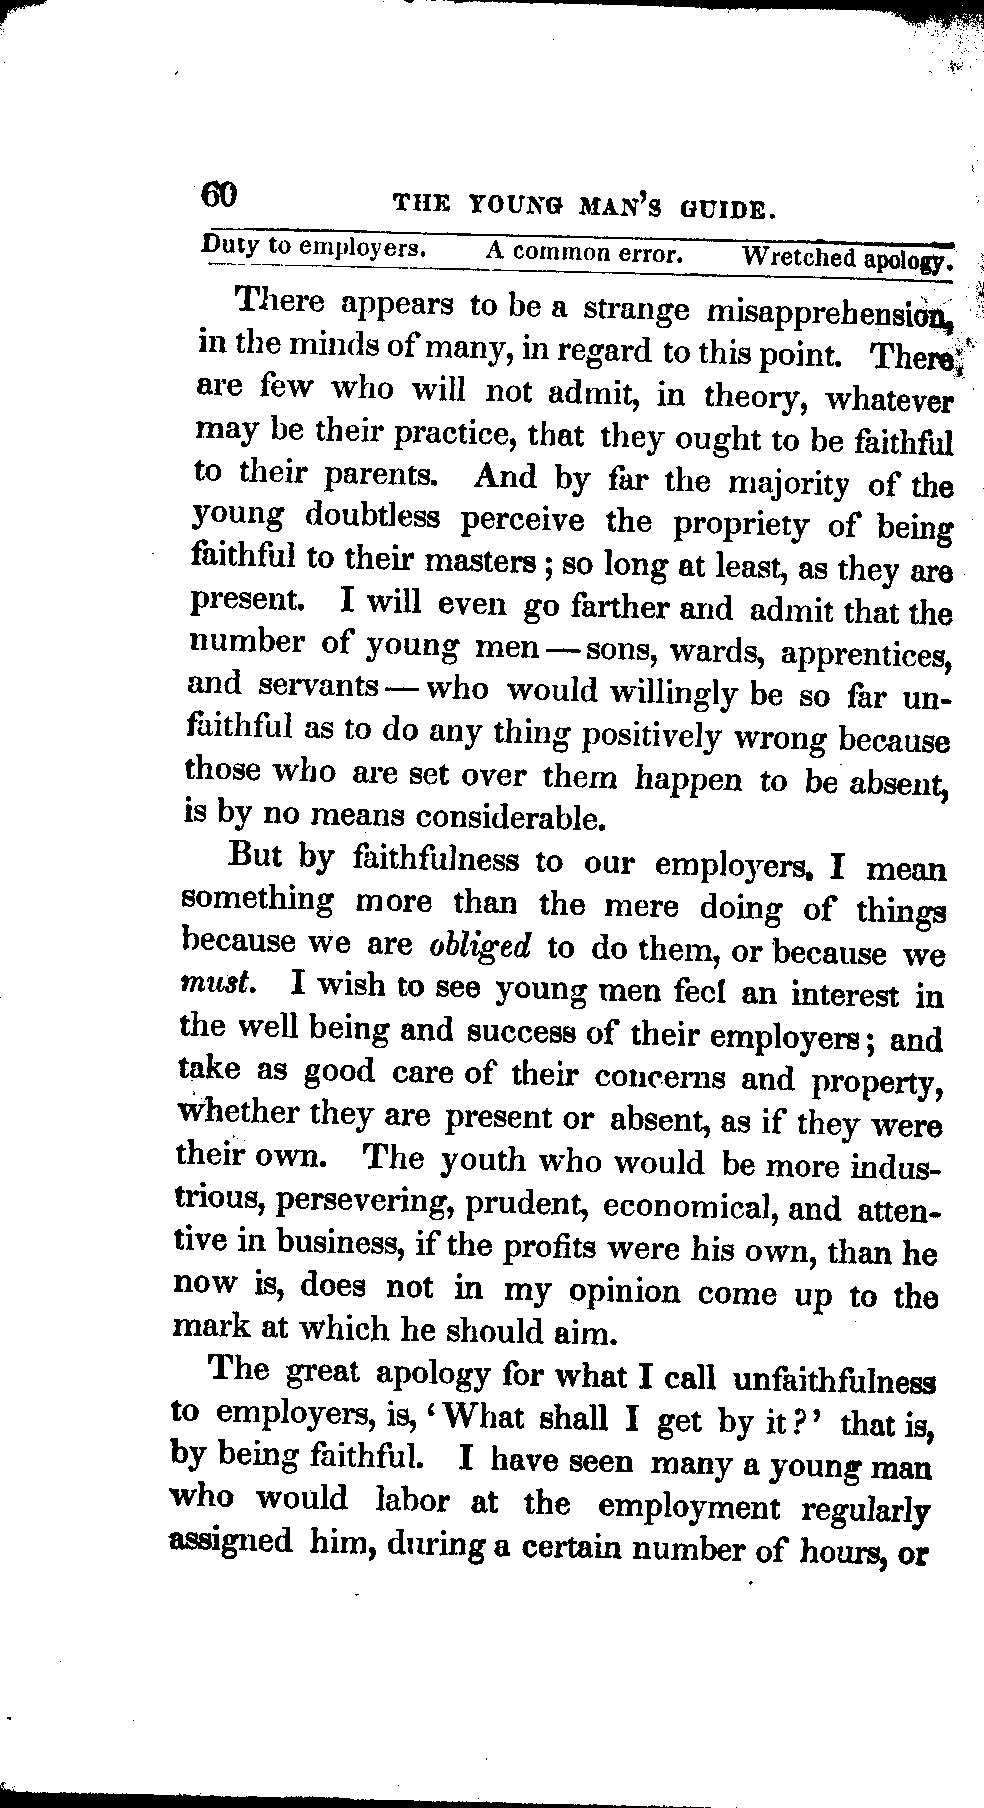 60 THE YOUNG MAN'S GUIDE.
Duty to employers. A common error. Wretched apology.
There appears to be a strange misapprehension,
in the minds of many, in regard to this point. There
are few who will not admit, in theory, whatever
may be their practice, that they ought to be faithful
to their parents. And by far the majority of the
young doubtless perceive the propriety of being
faithful to their masters; so long at least, as they are
present. I will even go farther and admit that the
number of young men — sons, wards, apprentices,
and servants — who would willingly be so far un-
faithful as to do any thing positively wrong because
those who are set over them happen to be absent,
is by no means considerable.
But by faithfulness to our employers, I mean
something more than the mere doing of things
because we are obliged to do them, or because we
must. I wish to see young men feel an interest in
the well being and success of their employers; and
take as good care of their concerns and property,
whether they are present or absent, as if they were
their own. The youth who would be more indus-
trious, persevering, prudent, economical, and atten-
tive in business, if the profits were his own, than he
now is, does not in my opinion come up to the
mark at which he should aim.
The great apology for what I call unfaithfulness
to employers, is, 'What shall I get by it?' that is,
by being faithful. I have seen many a young man
who would labor at the employment regularly
assigned him, during a certain number of hours, or